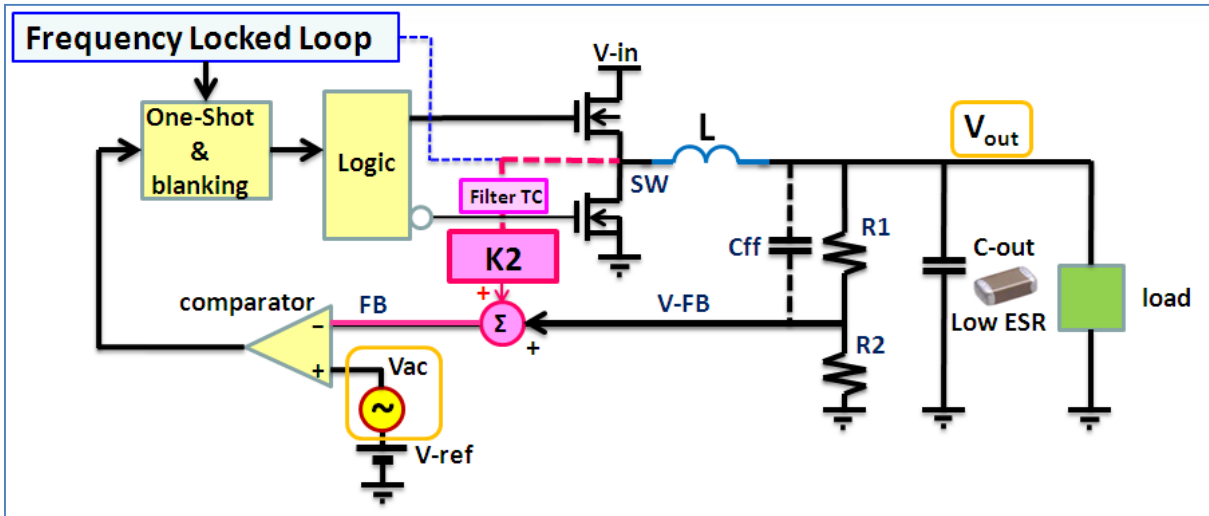 Frequency Locked Loop
V-in
One-Shot
&
blanking
Logic
L
Vout
SW
Filter TC
Cff
R1
C-out
K2
Low ESR
load
comparator
FB
+
Σ
V-FB
+
−
+
Vac
~
R2
V-ref